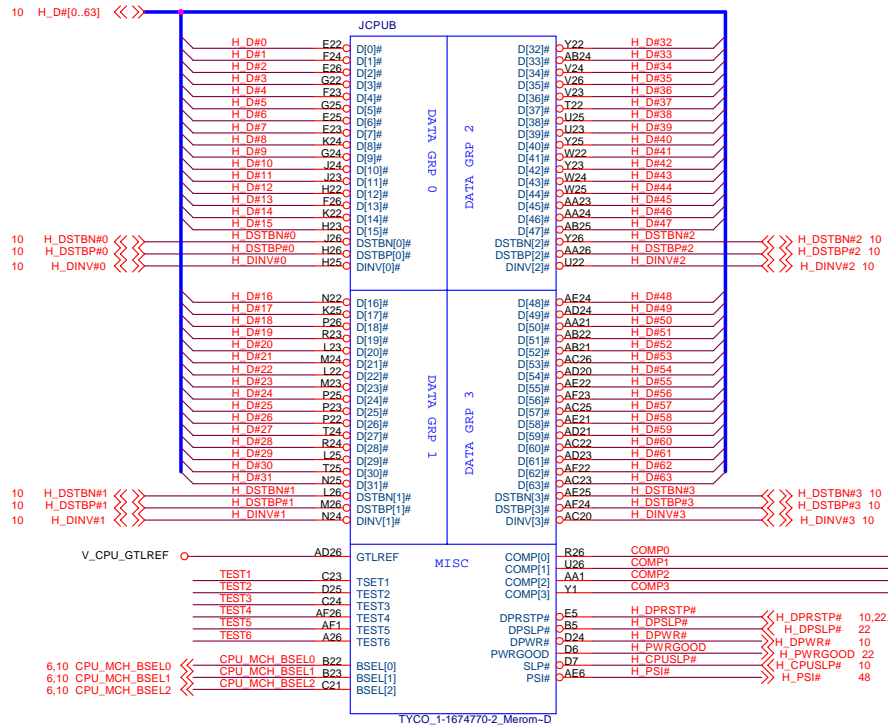 10 H_D#[0..63]
JCPUB
H_D#0 E22 D[0]# D[32]# Y22 H_D#32
H_D#1 F24 D[1]# D[33]# AB24 H_D#33
H_D#2 E26 D[2]# D[34]# V24 H_D#34
H_D#3 G22 D[3]# D[35]# V26 H_D#35
H_D#4 F23 D[4]# D[36]# V23 H_D#36
H_D#5 G25 D[5]# D[37]# T22 H_D#37
H_D#6 E25 D[6]# D[38]# U25 H_D#38
H_D#7 E23 D[7]# D[39]# U23 H_D#39
H_D#8 K24 D[8]# D[40]# Y25 H_D#40
H_D#9 G24 D[9]# D[41]# W22 H_D#41
H_D#10 J24 D[10]# D[42]# Y23 H_D#42
H_D#11 J23 D[11]# D[43]# W24 H_D#43
H_D#12 H22 D[12]# D[44]# W25 H_D#44
H_D#13 F26 D[13]# D[45]# AA23 H_D#45
H_D#14 K22 D[14]# D[46]# AA24 H_D#46
H_D#15 H23 D[15]# D[47]# AB25 H_D#47
10 H_DSTBN#0 H_DSTBN#0 J26 DSTBN[0]# DSTBN[2]# Y26 H_DSTBN#2 H_DSTBN#2 10
10 H_DSTBP#0 H_DSTBP#0 H26 DSTBP[0]# DSTBP[2]# AA26 H_DSTBP#2 H_DSTBP#2 10
10 H_DINV#0 H_DINV#0 H25 DINV[0]# DINV[2]# U22 H_DINV#2 H_DINV#2 10
DATA GRP 0
DATA GRP 2
H_D#16 N22 D[16]# D[48]# AE24 H_D#48
H_D#17 K25 D[17]# D[49]# AD24 H_D#49
H_D#18 P26 D[18]# D[50]# AA21 H_D#50
H_D#19 R23 D[19]# D[51]# AB22 H_D#51
H_D#20 L23 D[20]# D[52]# AB21 H_D#52
H_D#21 M24 D[21]# D[53]# AC26 H_D#53
H_D#22 L22 D[22]# D[54]# AD20 H_D#54
H_D#23 M23 D[23]# D[55]# AE22 H_D#55
H_D#24 P25 D[24]# D[56]# AF23 H_D#56
H_D#25 P23 D[25]# D[57]# AC25 H_D#57
H_D#26 P22 D[26]# D[58]# AE21 H_D#58
H_D#27 T24 D[27]# D[59]# AD21 H_D#59
H_D#28 R24 D[28]# D[60]# AC22 H_D#60
H_D#29 L25 D[29]# D[61]# AD23 H_D#61
H_D#30 T25 D[30]# D[62]# AF22 H_D#62
H_D#31 N25 D[31]# D[63]# AC23 H_D#63
10 H_DSTBN#1 H_DSTBN#1 L26 DSTBN[1]# DSTBN[3]# AE25 H_DSTBN#3 H_DSTBN#3 10
10 H_DSTBP#1 H_DSTBP#1 M26 DSTBP[1]# DSTBP[3]# AF24 H_DSTBP#3 H_DSTBP#3 10
10 H_DINV#1 H_DINV#1 N24 DINV[1]# DINV[3]# AC20 H_DINV#3 H_DINV#3 10
DATA GRP 1
DATA GRP 3
V_CPU_GTLREF AD26 GTLREF
MISC
COMP[0] R26 COMP0
COMP[1] U26 COMP1
COMP[2] AA1 COMP2
COMP[3] Y1 COMP3
TEST1 C23 TSET1
TEST2 D25 TEST2
TEST3 C24 TEST3
TEST4 AF26 TEST4
TEST5 AF1 TEST5
TEST6 A26 TEST6
DPRSTP# E5 H_DPRSTP# H_DPRSTP# 10,22
DPSLP# B5 H_DPSLP# H_DPSLP# 22
DPWR# D24 H_DPWR# H_DPWR# 10
PWRGOOD D6 H_PWRGOOD H_PWRGOOD 22
SLP# D7 H_CPUSLP# H_CPUSLP# 10
PSI# AE6 H_PSI# H_PSI# 48
6,10 CPU_MCH_BSEL0 CPU_MCH_BSEL0 B22 BSEL[0]
6,10 CPU_MCH_BSEL1 CPU_MCH_BSEL1 B23 BSEL[1]
6,10 CPU_MCH_BSEL2 CPU_MCH_BSEL2 C21 BSEL[2]
TYCO_1-1674770-2_Merom~D